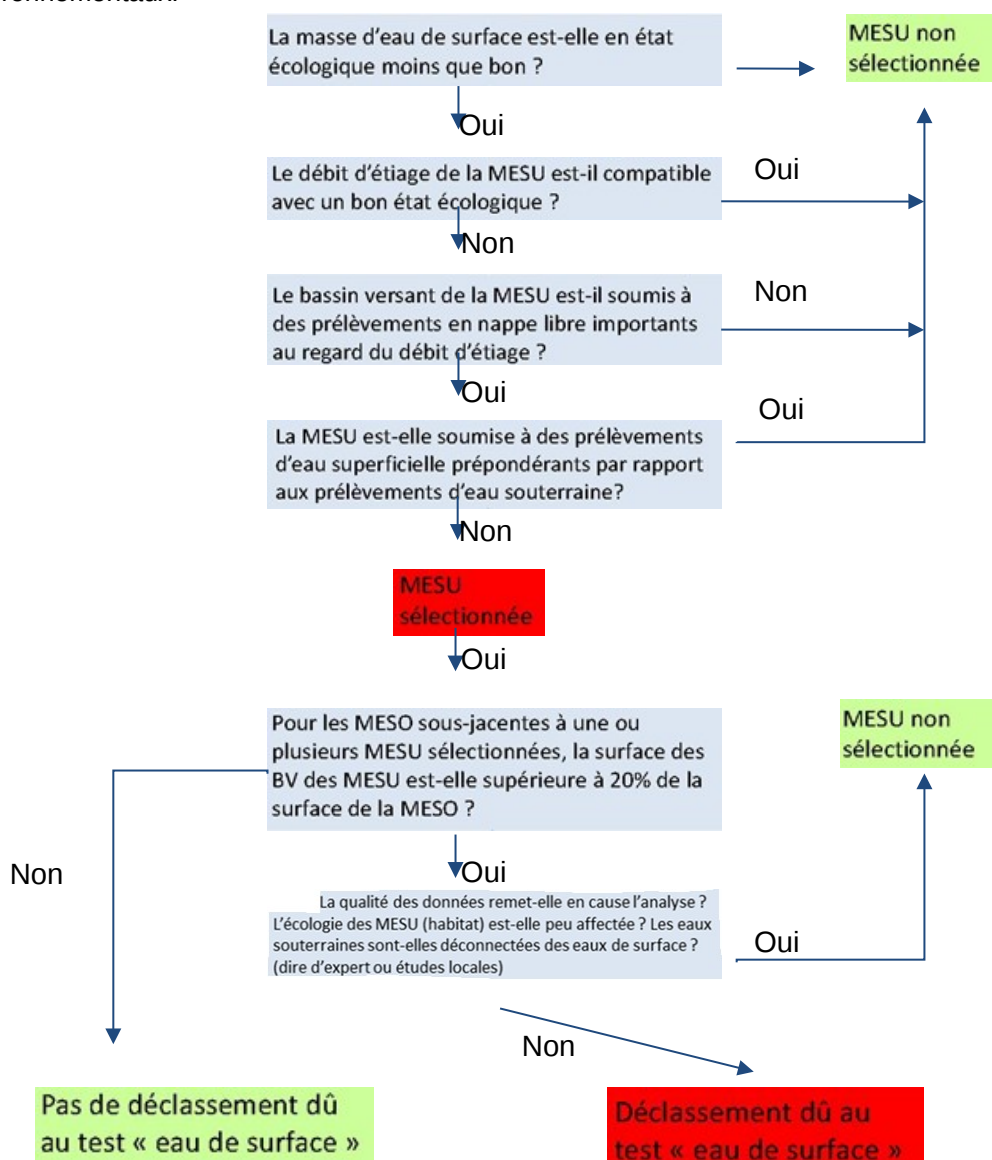 La masse d'eau de surface est-elle en état
écologique moins que bon ?
MESU non
sélectionnée
Oui
Le débit d'étiage de la MESU est-il compatible
avec un bon état écologique ?
Oui
Non
Le bassin versant de la MESU est-il soumis à
des prélèvements en nappe libre importants
au regard du débit d'étiage ?
Non
Oui
La MESU est-elle soumise à des prélèvements
d'eau superficielle prépondérants par rapport
aux prélèvements d'eau souterraine?
Oui
Non
MESU
sélectionnée
Oui
Pour les MESO sous-jacentes à une ou
plusieurs MESU sélectionnées, la surface des
BV des MESU est-elle supérieure à 20% de la
surface de la MESO ?
MESU non
sélectionnée
Non
Oui
La qualité des données remet-elle en cause l'analyse ?
L'écologie des MESU (habitat) est-elle peu affectée ? Les eaux
souterraines sont-elles déconnectées des eaux de surface ?
(dire d'expert ou études locales)
Oui
Non
Pas de déclassement dû
au test « eau de surface »
Déclassement dû au
test « eau de surface »